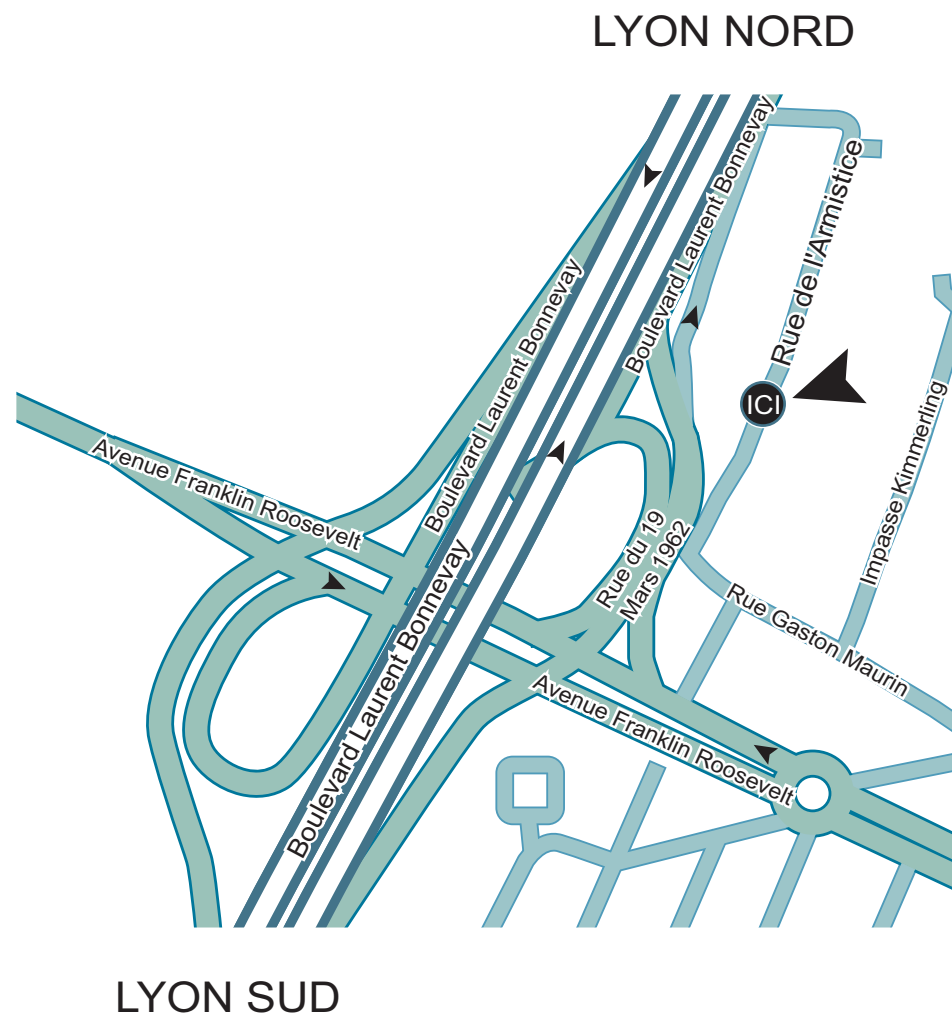 LYON NORD
Boulevard Laurent Bonnevay
Rue de l'Armistice
Boulevard Laurent Bonnevay
ICI
Impasse Kimmerling
Avenue Franklin Roosevelt
Rue du 19
Mars 1962
Boulevard Laurent Bonnevay
Rue Gaston Maurin
Avenue Franklin Roosevelt
LYON SUD